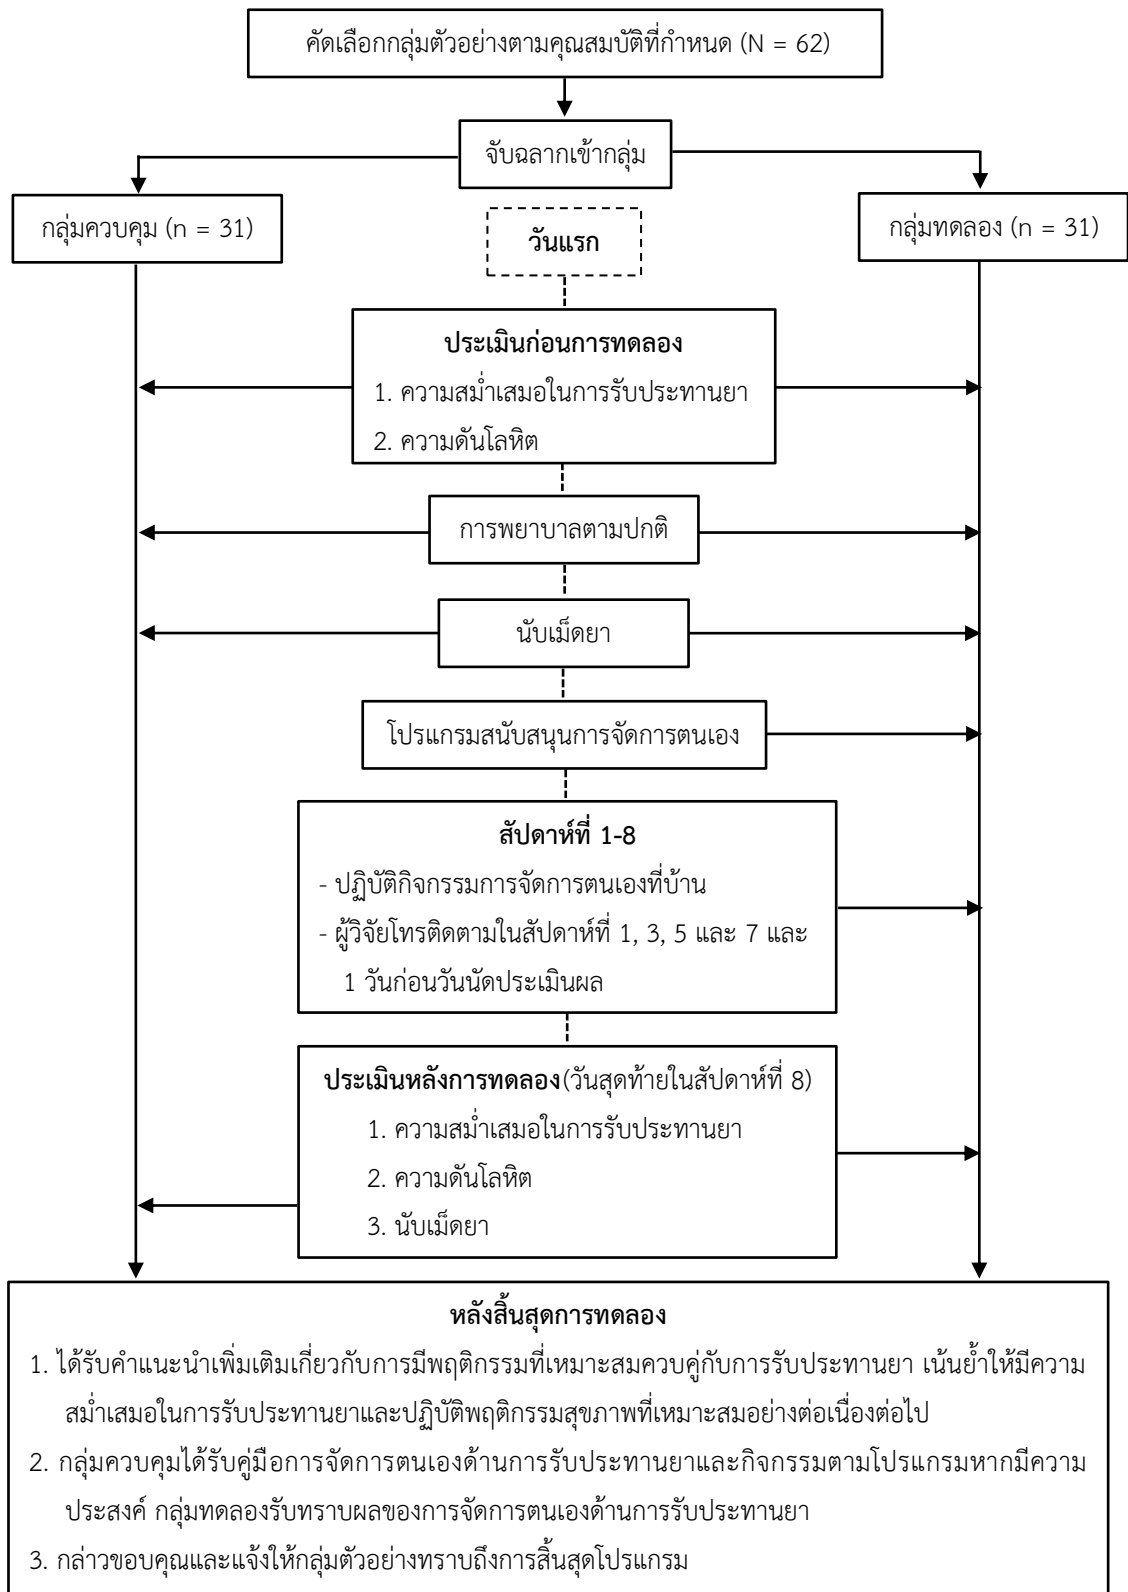 คัดเลือกกลุ่มตัวอย่างตามคุณสมบัติที่กำหนด (N = 62)
จับฉลากเข้ากลุ่ม
กลุ่มควบคุม (n = 31)
กลุ่มทดลอง (n = 31)
วันแรก
ประเมินก่อนการทดลอง
1. ความสม่ำเสมอในการรับประทานยา
2. ความดันโลหิต
การพยาบาลตามปกติ
นับเม็ดยา
โปรแกรมสนับสนุนการจัดการตนเอง
สัปดาห์ที่ 1-8
- ปฏิบัติกิจกรรมการจัดการตนเองที่บ้าน
- ผู้วิจัยโทรติดตามในสัปดาห์ที่ 1, 3, 5 และ 7 และ
1 วันก่อนวันนัดประเมินผล
ประเมินหลังการทดลอง(วันสุดท้ายในสัปดาห์ที่ 8)
1. ความสม่ำเสมอในการรับประทานยา
2. ความดันโลหิต
3. นับเม็ดยา
หลังสิ้นสุดการทดลอง
1. ได้รับคำแนะนำเพิ่มเติมเกี่ยวกับการมีพฤติกรรมที่เหมาะสมควบคู่กับการรับประทานยา เน้นย้ำให้มีความ
สม่ำเสมอในการรับประทานยาและปฏิบัติพฤติกรรมสุขภาพที่เหมาะสมอย่างต่อเนื่องต่อไป
2. กลุ่มควบคุมได้รับคู่มือการจัดการตนเองด้านการรับประทานยาและกิจกรรมตามโปรแกรมหากมีความ
ประสงค์ กลุ่มทดลองรับทราบผลของการจัดการตนเองด้านการรับประทานยา
3. กล่าวขอบคุณและแจ้งให้กลุ่มตัวอย่างทราบถึงการสิ้นสุดโปรแกรม